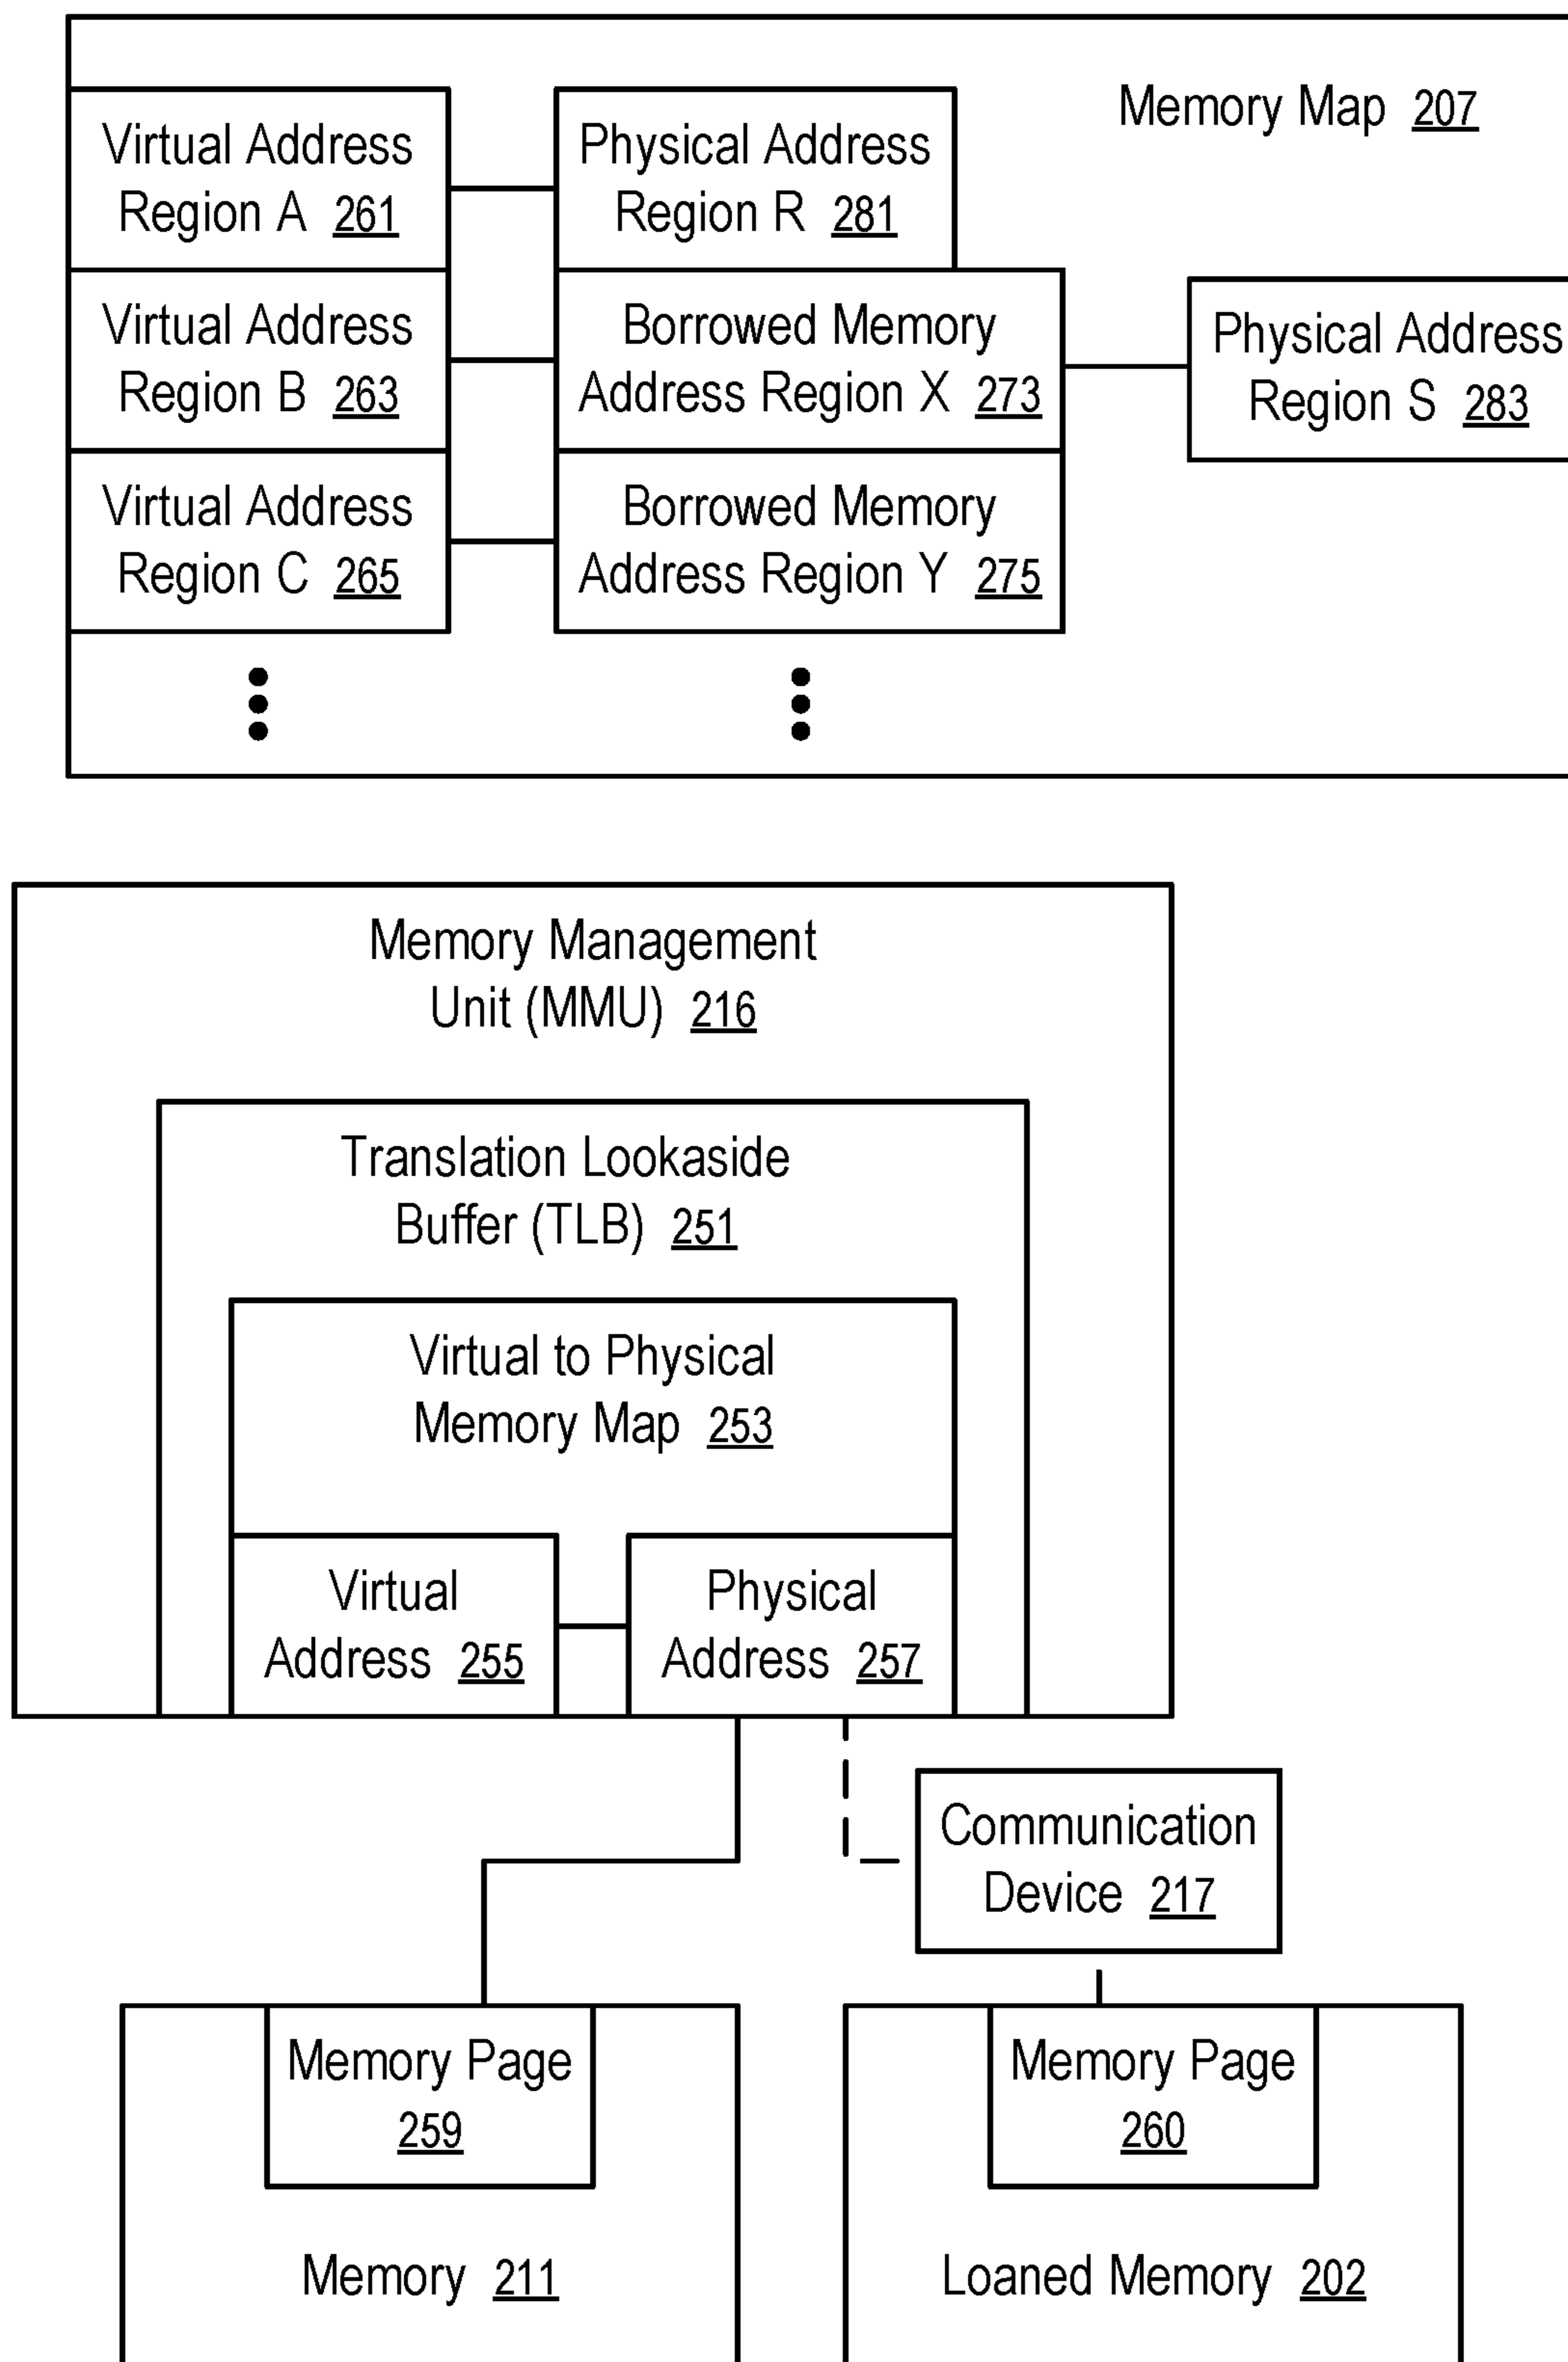 Memory Map 207
Virtual Address
Region A 261
Physical Address
Region R 281
Virtual Address
Region B 263
Borrowed Memory
Address Region X 273
Physical Address
Region S 283
Virtual Address
Region C 265
Borrowed Memory
Address Region Y 275
Memory Management
Unit (MMU) 216
Translation Lookaside
Buffer (TLB) 251
Virtual to Physical
Memory Map 253
Virtual
Address 255
Physical
Address 257
Communication
Device 217
Memory Page
259
Memory 211
Memory Page
260
Loaned Memory 202